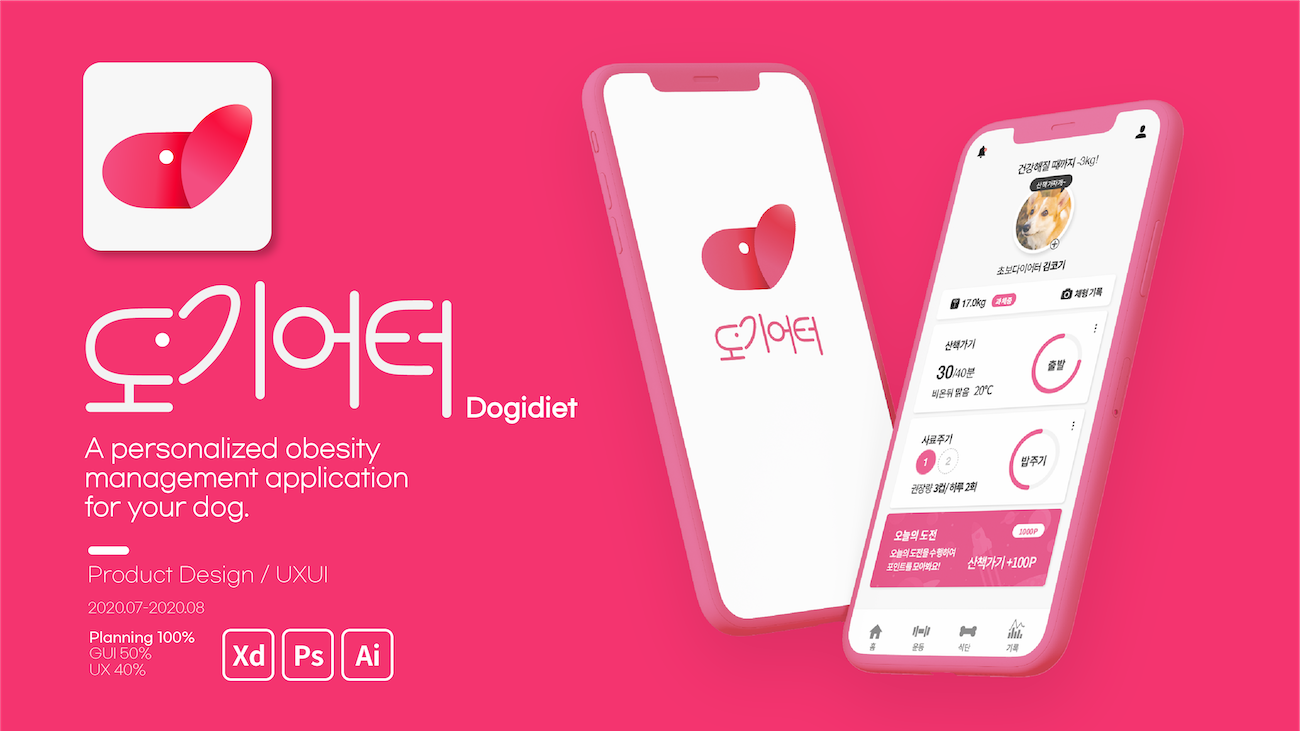 도기어터
Dogidiet
A personalized obesity
management application
for your dog.
Product Design / UXUI
2020.07-2020.08
Planning 100%
GUI 50%
UX 40%
Xd Ps Ai
도기어터
건강해질 때까지 -3kg!
산책가자개~
초보다이어터 김코기
17.0kg 과체중 체형 기록
산책가기
30/40분
비온뒤 맑음 20°C
출발
사료주기
1 2
권장량 3컵/ 하루 2회
밥주기
오늘의 도전
1000P
오늘의 도전을 수행하여
포인트를 모아봐요!
산책가기 +100P
홈 운동 식단 기록